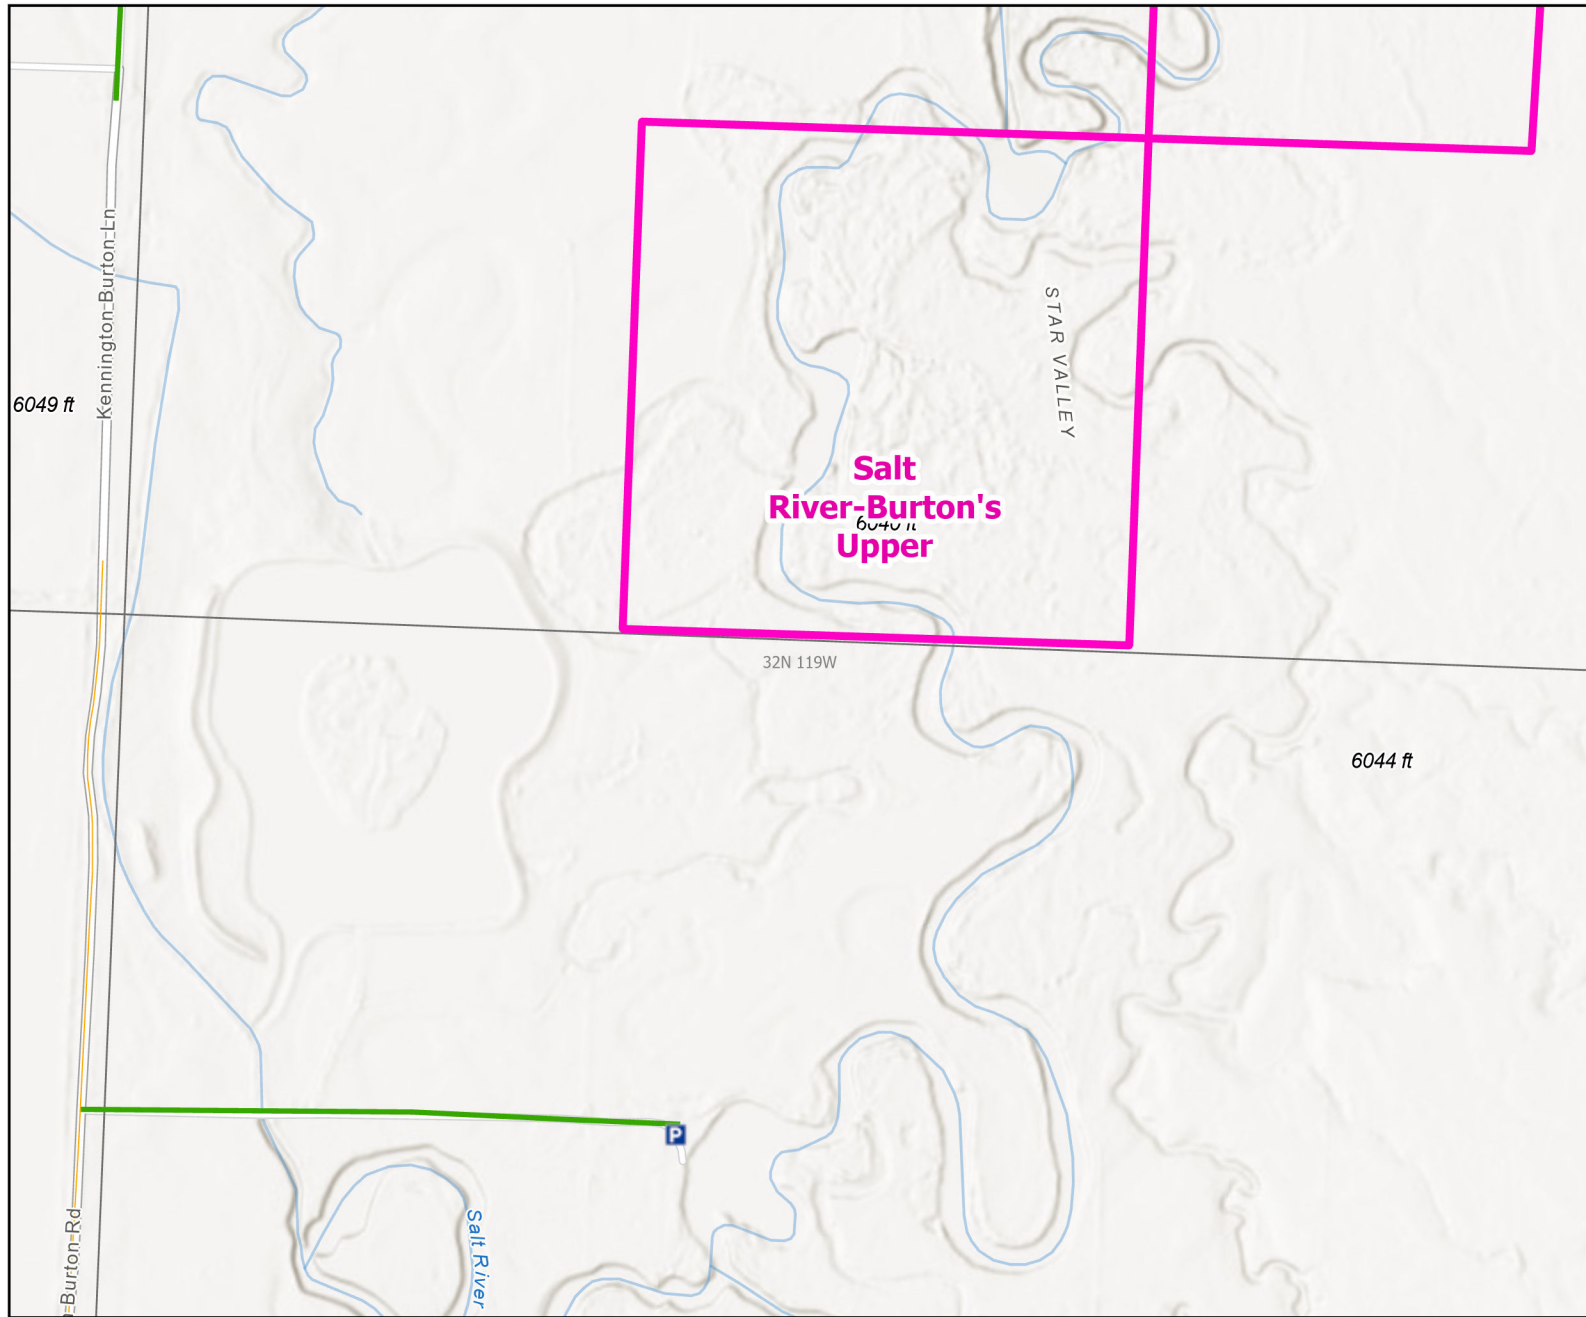 Kennington-Burton-Ln
6049 ft
STAR VALLEY
Salt
River-Burton's
Upper
32N 119W
6044 ft
P
Salt River
-Burton-Rd